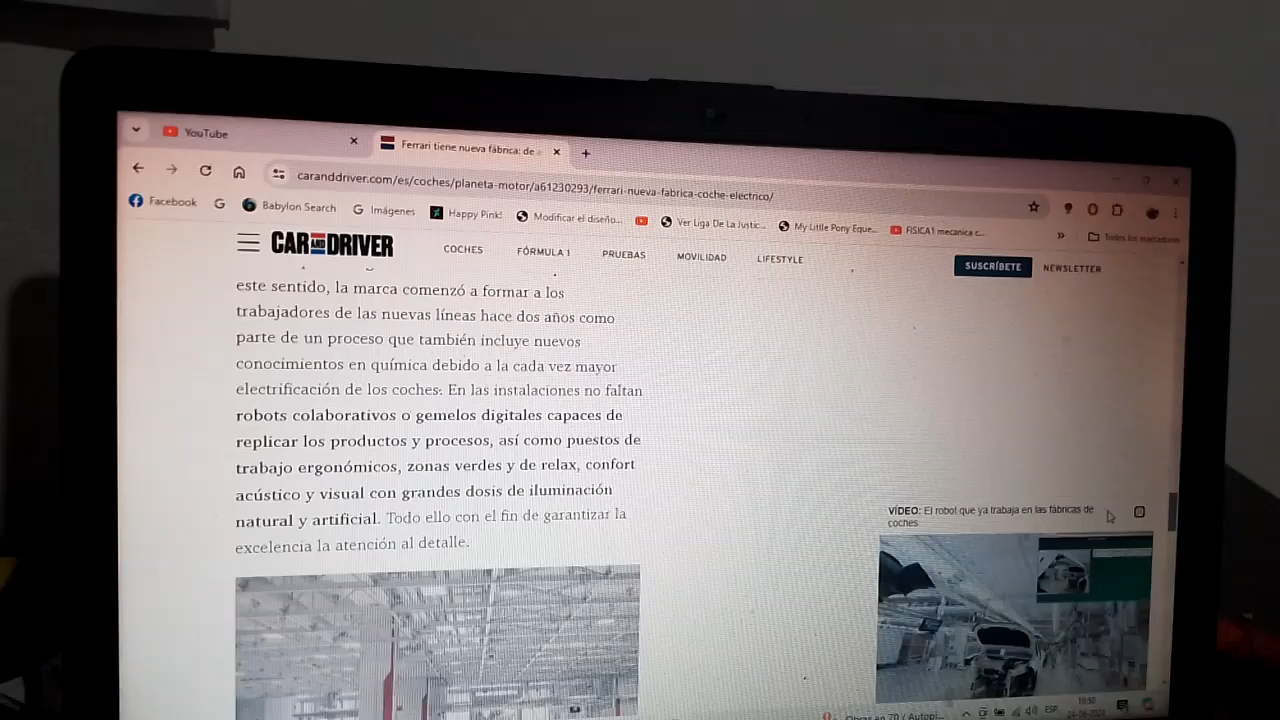 YouTube
Ferrari tiene nueva fábrica: de
caranddriver.com/es/coches/planeta-motor/a61230293/ferrari-nueva-fabrica-coche-electrico/
Facebook
Babylon Search
Imágenes
Happy Pink!
Modificar el diseño...
Ver Liga De La Justic...
My Little Pony Eque...
FISICA1 mecanica c...
Todos los marcadores
CAR AND DRIVER
COCHES
FÓRMULA 1
PRUEBAS
MOVILIDAD
LIFESTYLE
SUSCRÍBETE
NEWSLETTER
este sentido, la marca comenzó a formar a los
trabajadores de las nuevas líneas hace dos años como
parte de un proceso que también incluye nuevos
conocimientos en química debido a la cada vez mayor
electrificación de los coches. En las instalaciones no faltan
robots colaborativos o gemelos digitales capaces de
replicar los productos y procesos, así como puestos de
trabajo ergonómicos, zonas verdes y de relax, confort
acústico y visual con grandes dosis de iluminación
natural y artificial. Todo ello con el fin de garantizar la
excelencia la atención al detalle.
VÍDEO: El robot que ya trabaja en las fábricas de
coches
ESP